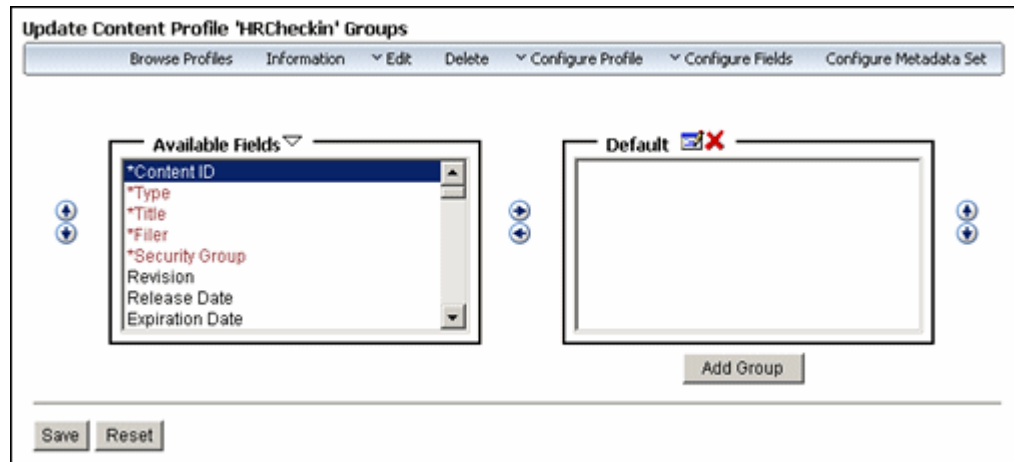 Update Content Profile 'HRCheckin' Groups
Browse Profiles Information Edit Delete Configure Profile Configure Fields Configure Metadata Set
Available Fields Default
*Content ID
*Type
*Title
*Filer
*Security Group
Revision
Release Date
Expiration Date
Add Group
Save Reset